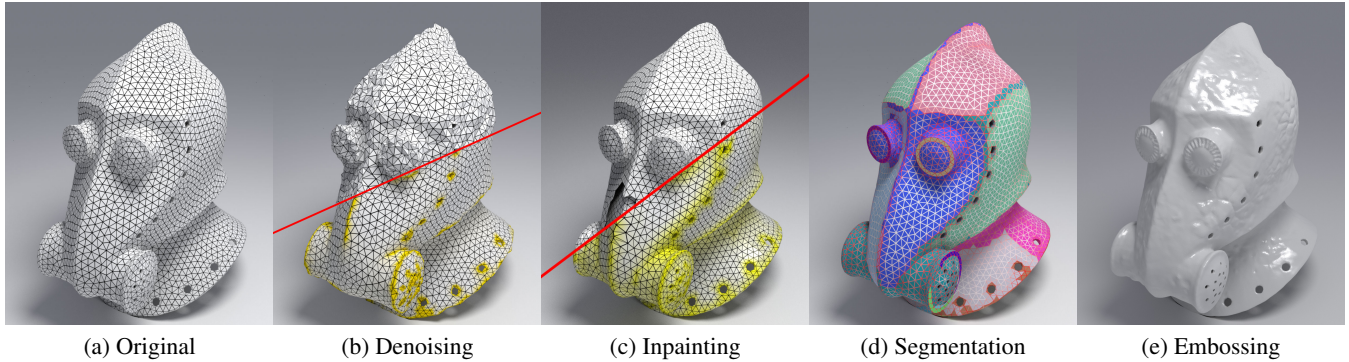 (a) Original
(b) Denoising
(c) Inpainting
(d) Segmentation
(e) Embossing